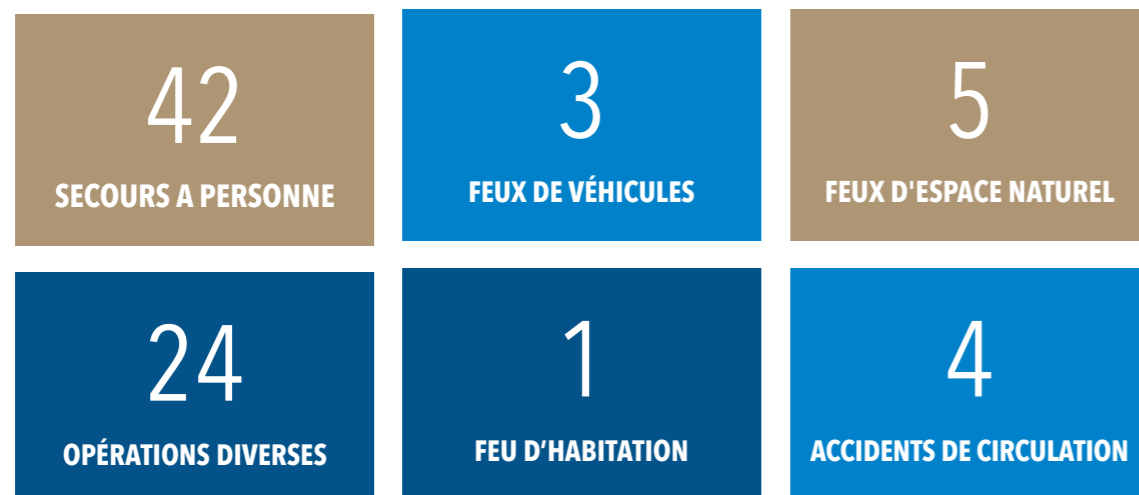 42
SECOURS A PERSONNE
3
FEUX DE VÉHICULES
5
FEUX D'ESPACE NATUREL
24
OPÉRATIONS DIVERSES
1
FEU D’HABITATION
4
ACCIDENTS DE CIRCULATION